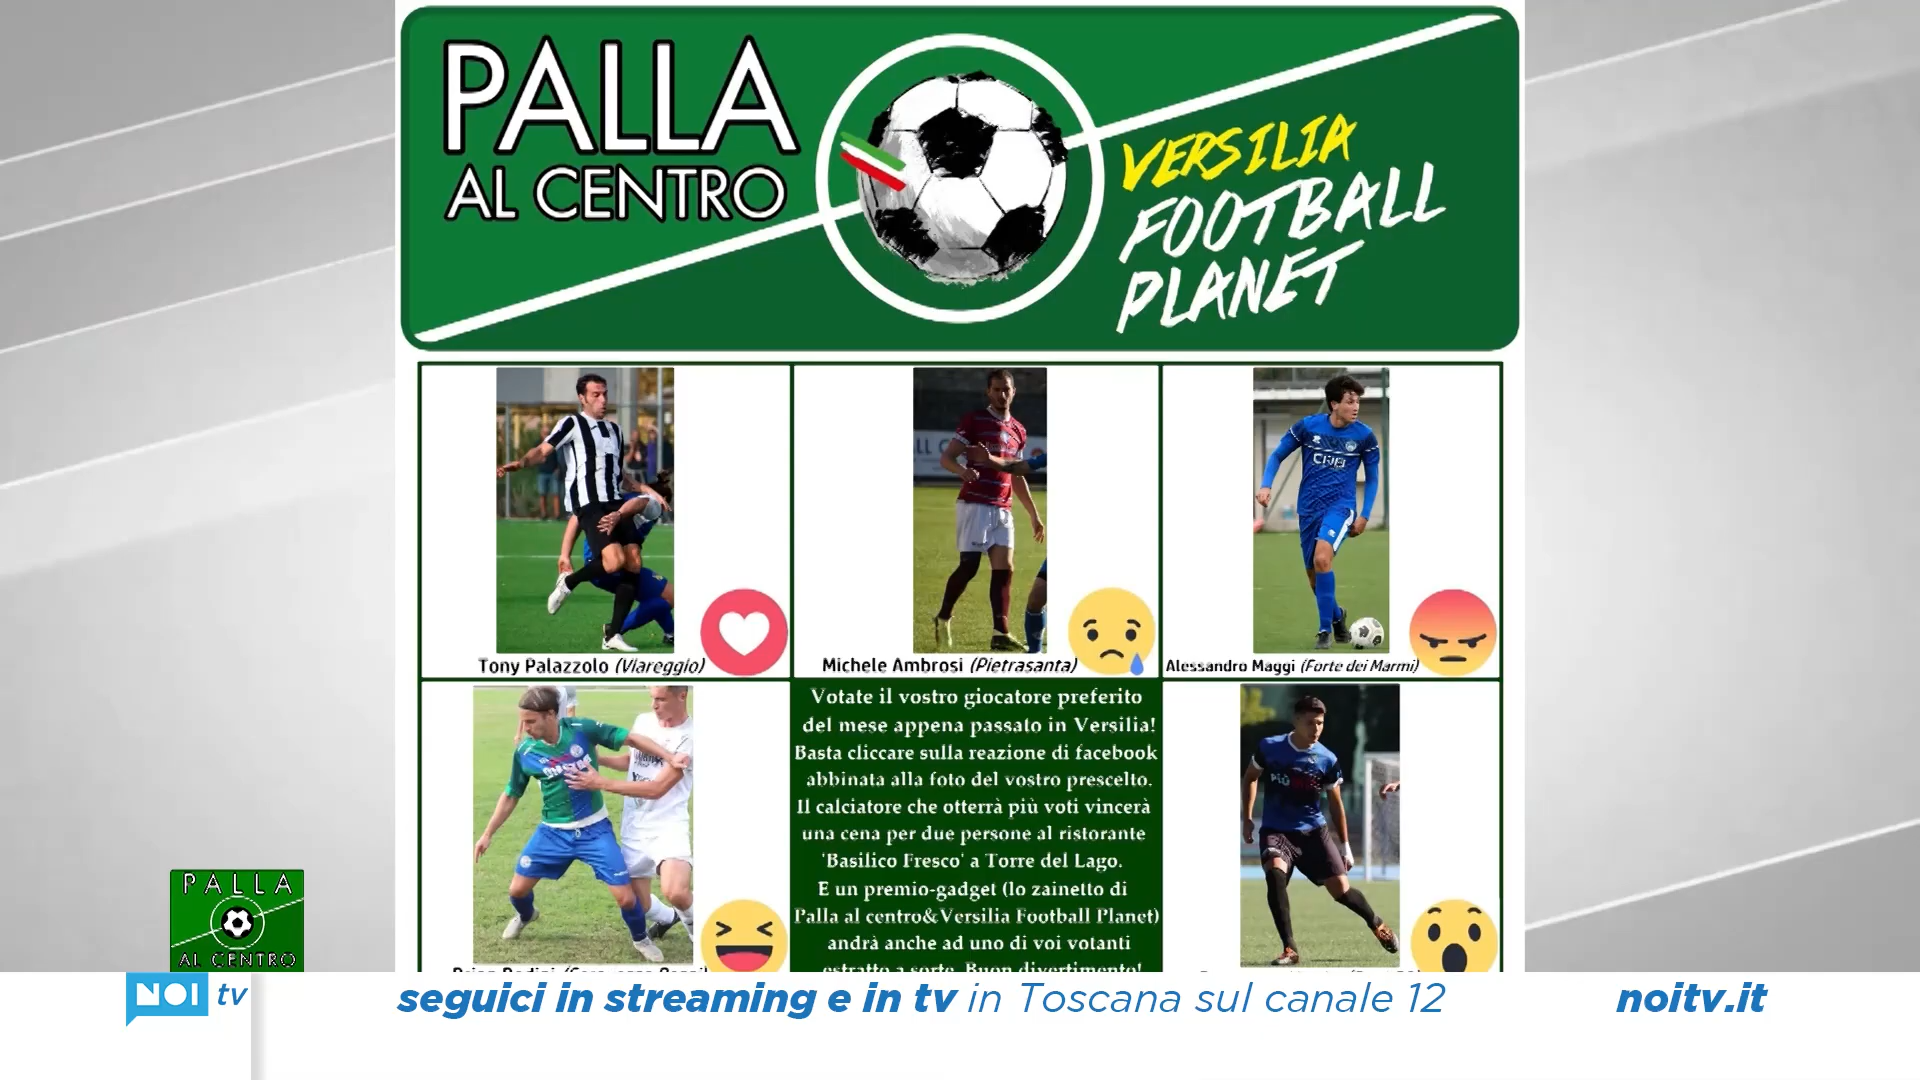 PALLA
AL CENTRO
VERSILIA
FOOTBALL
PLANET
Tony Palazzolo (Viareggio)
Michele Ambrosi (Pietrasanta)
Alessandro Maggi (Forte dei Marmi)
Votate il vostro giocatore preferito
del mese appena passato in Versilia!
Basta cliccare sulla reazione di facebook
abbinata alla foto del vostro prescelto.
Il calciatore che otterrà più voti vincerà
una cena per due persone al ristorante
'Basilico Fresco' a Torre del Lago.
E un premio-gadget (lo zainetto di
Palla al centro&Versilia Football Planet)
andrà anche ad uno di voi votanti
estratto a sorte. Buon divertimento!
PALLA
AL CENTRO
NOI tv
seguici in streaming e in tv in Toscana sul canale 12
noitv.it